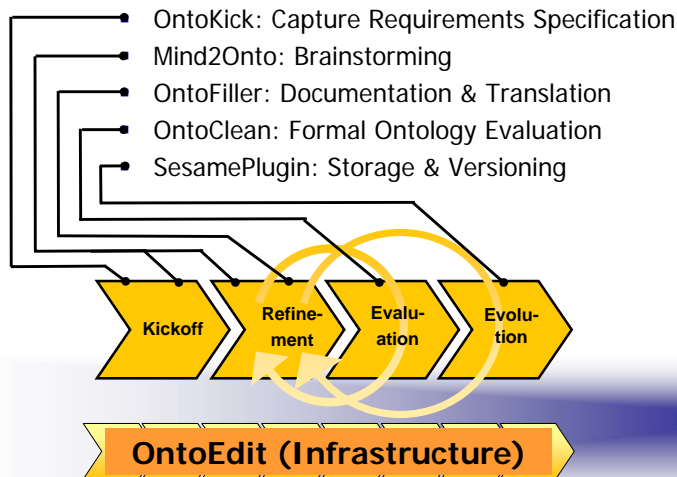 OntoKick: Capture Requirements Specification
Mind2Onto: Brainstorming
OntoFiller: Documentation & Translation
OntoClean: Formal Ontology Evaluation
SesamePlugin: Storage & Versioning
Kickoff
Refine-
ment
Evalu-
ation
Evolu-
tion
OntoEdit (Infrastructure)